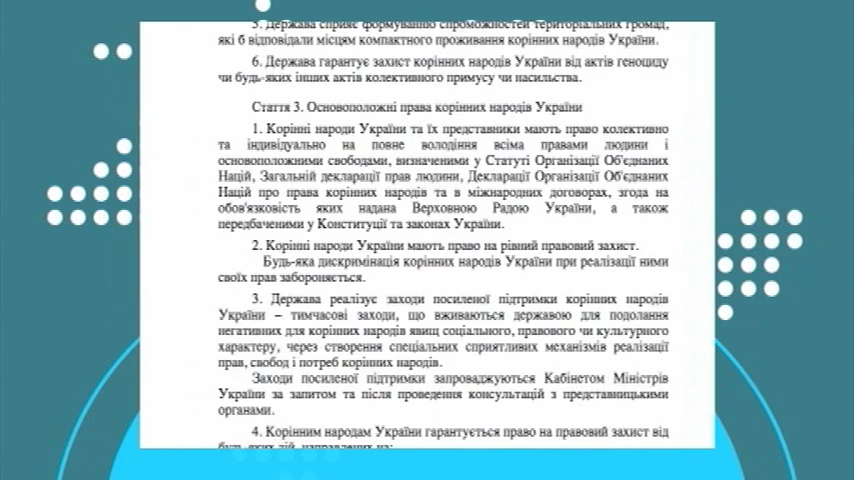 5. Держава сприяє формуванню спроможностей територіальних громад,
які б відповідали місцям компактного проживання корінних народів України.
6. Держава гарантує захист корінних народів України від актів геноциду
чи будь-яких інших актів колективного примусу чи насильства.
Стаття 3. Основоположні права корінних народів України
1. Корінні народи України та їх представники мають право колективно
та індивідуально на повне володіння всіма правами людини і
основоположними свободами, визначеними у Статуті Організації Об'єднаних
Націй, Загальній декларації прав людини, Декларації Організації Об'єднаних
Націй про права корінних народів та в міжнародних договорах, згода на
обов'язковість яких надана Верховною Радою України, а також
передбаченими у Конституції та законах України.
2. Корінні народи України мають право на рівний правовий захист.
Будь-яка дискримінація корінних народів України при реалізації ними
своїх прав забороняється.
3. Держава реалізує заходи посиленої підтримки корінних народів
України – тимчасові заходи, що вживаються державою для подолання
негативних для корінних народів явищ соціального, правового чи культурного
характеру, через створення спеціальних сприятливих механізмів реалізації
прав, свобод і потреб корінних народів.
Заходи посиленої підтримки запроваджуються Кабінетом Міністрів
України за запитом та після проведення консультацій з представницькими
органами.
4. Корінним народам України гарантується право на правовий захист від
будь-яких дій, направлених на: